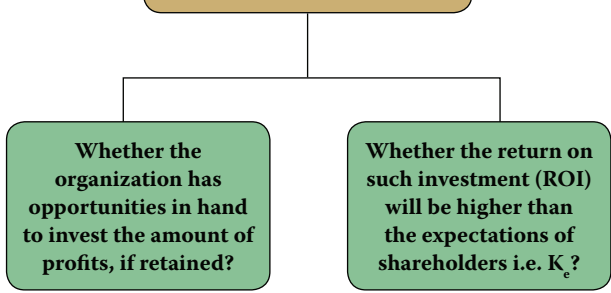 Whether the
organization has
opportunities in hand
to invest the amount of
profits, if retained?
Whether the return on
such investment (ROI)
will be higher than
the expectations of
shareholders i.e. Kₑ?